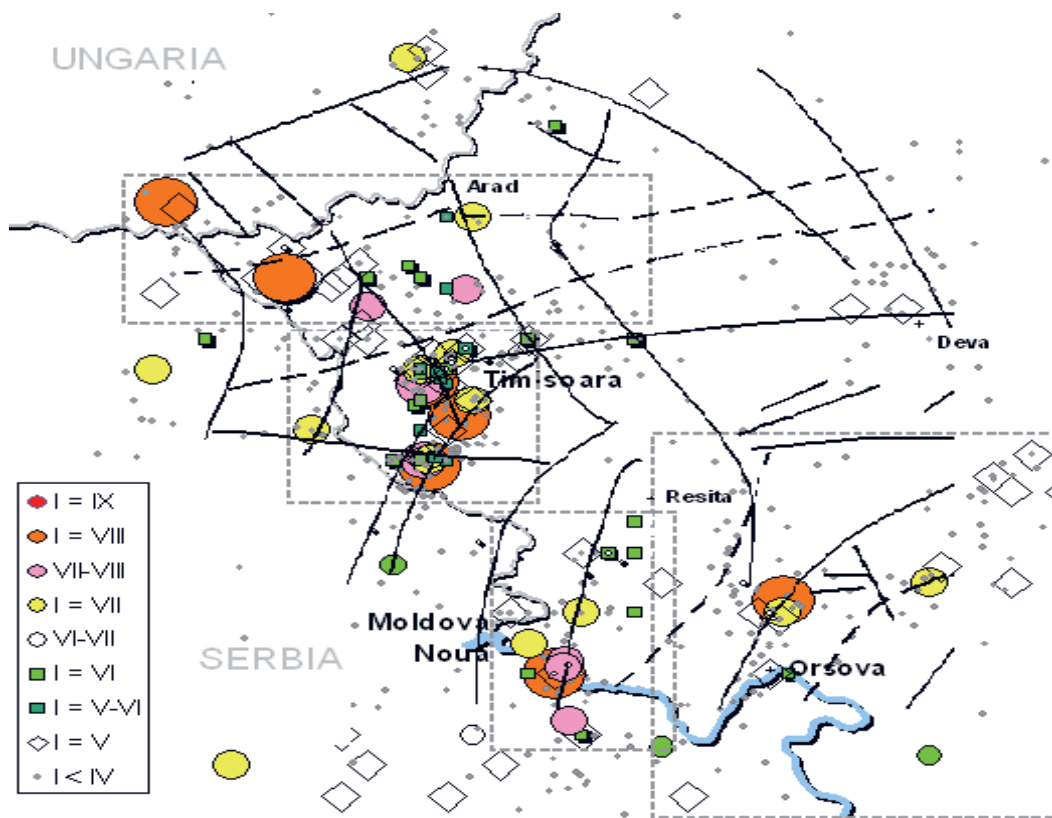 UNGARIA
Arad
Deva
Tim-soara
Resita
Moldova
Noua
SERBIA
Orsova
I = IX
I = VIII
VII-VIII
I = VII
VI-VII
I = VI
I = V-VI
I = V
I < IV